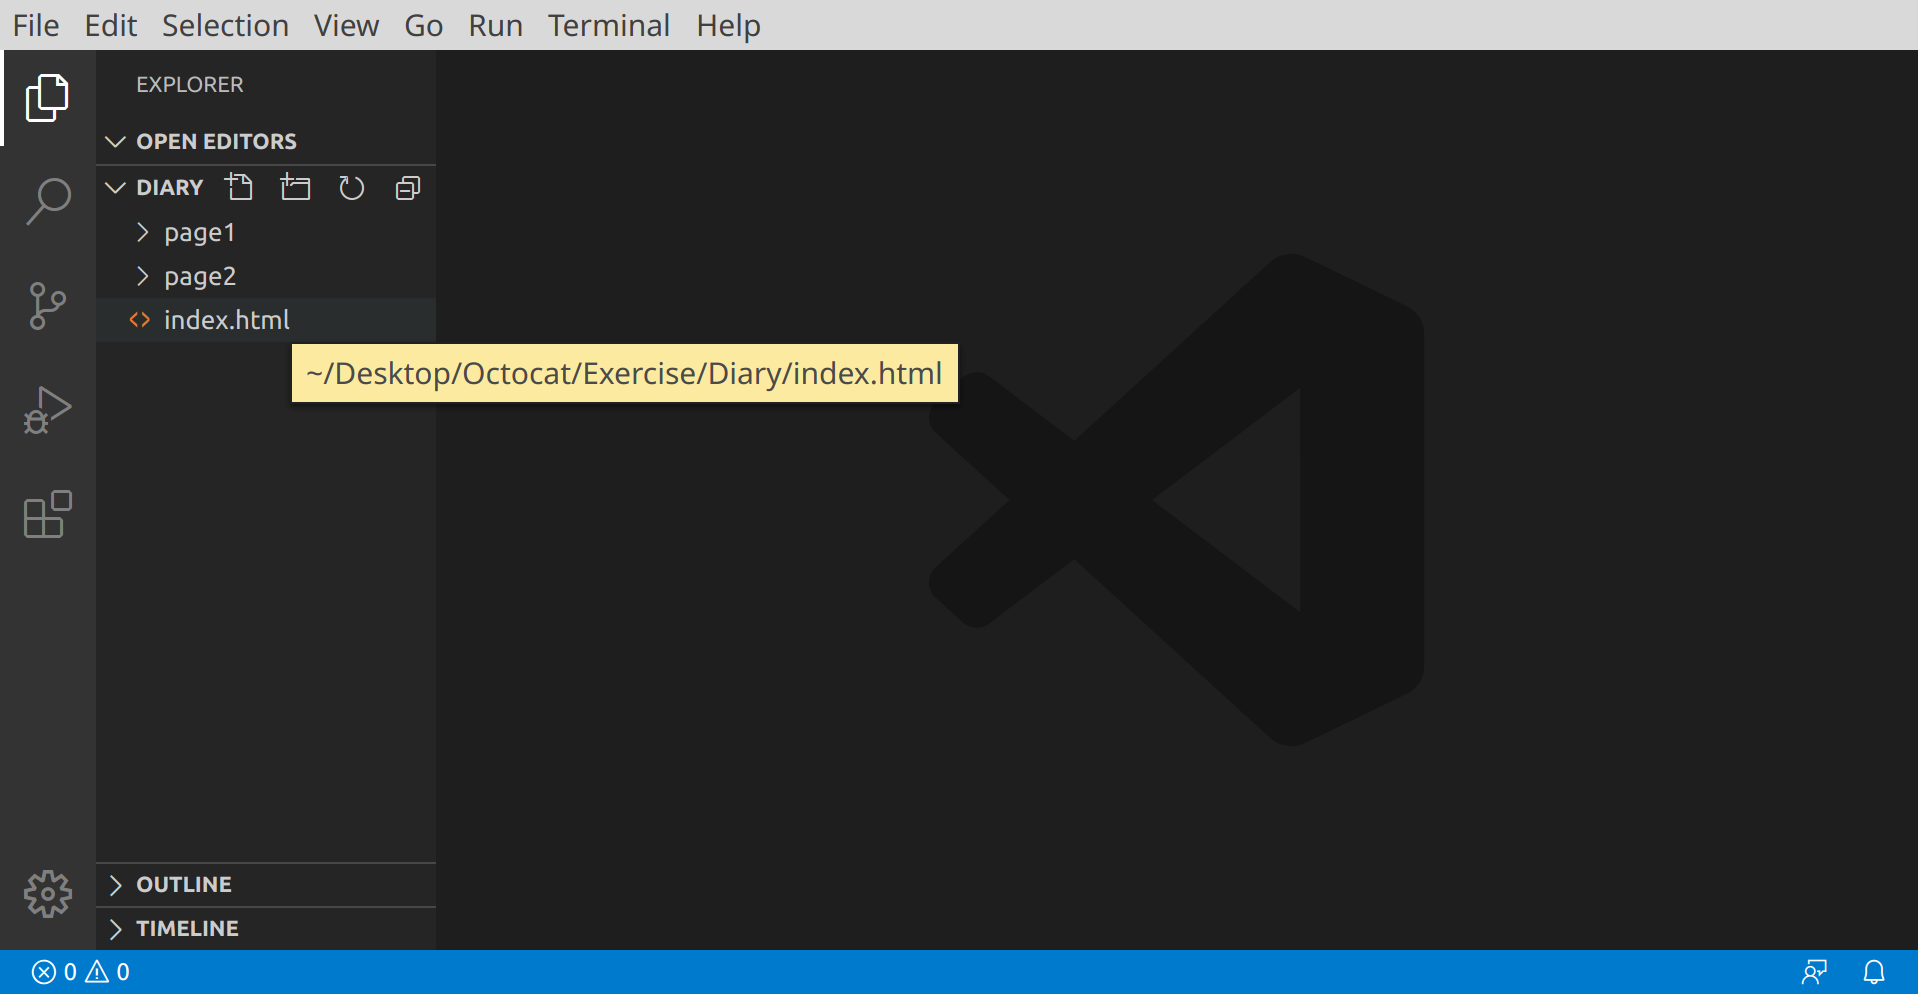 File Edit Selection View Go Run Terminal Help
EXPLORER
OPEN EDITORS
DIARY
page1
page2
index.html
~/Desktop/Octocat/Exercise/Diary/index.html
OUTLINE
TIMELINE
0 0